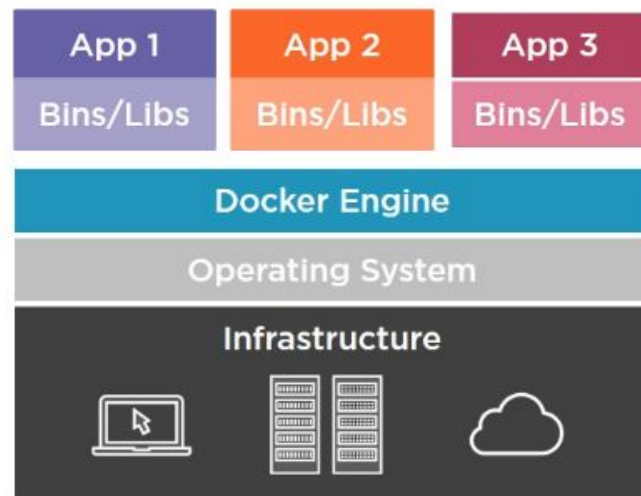 App 1
App 2
App 3
Bins/Libs
Bins/Libs
Bins/Libs
Docker Engine
Operating System
Infrastructure